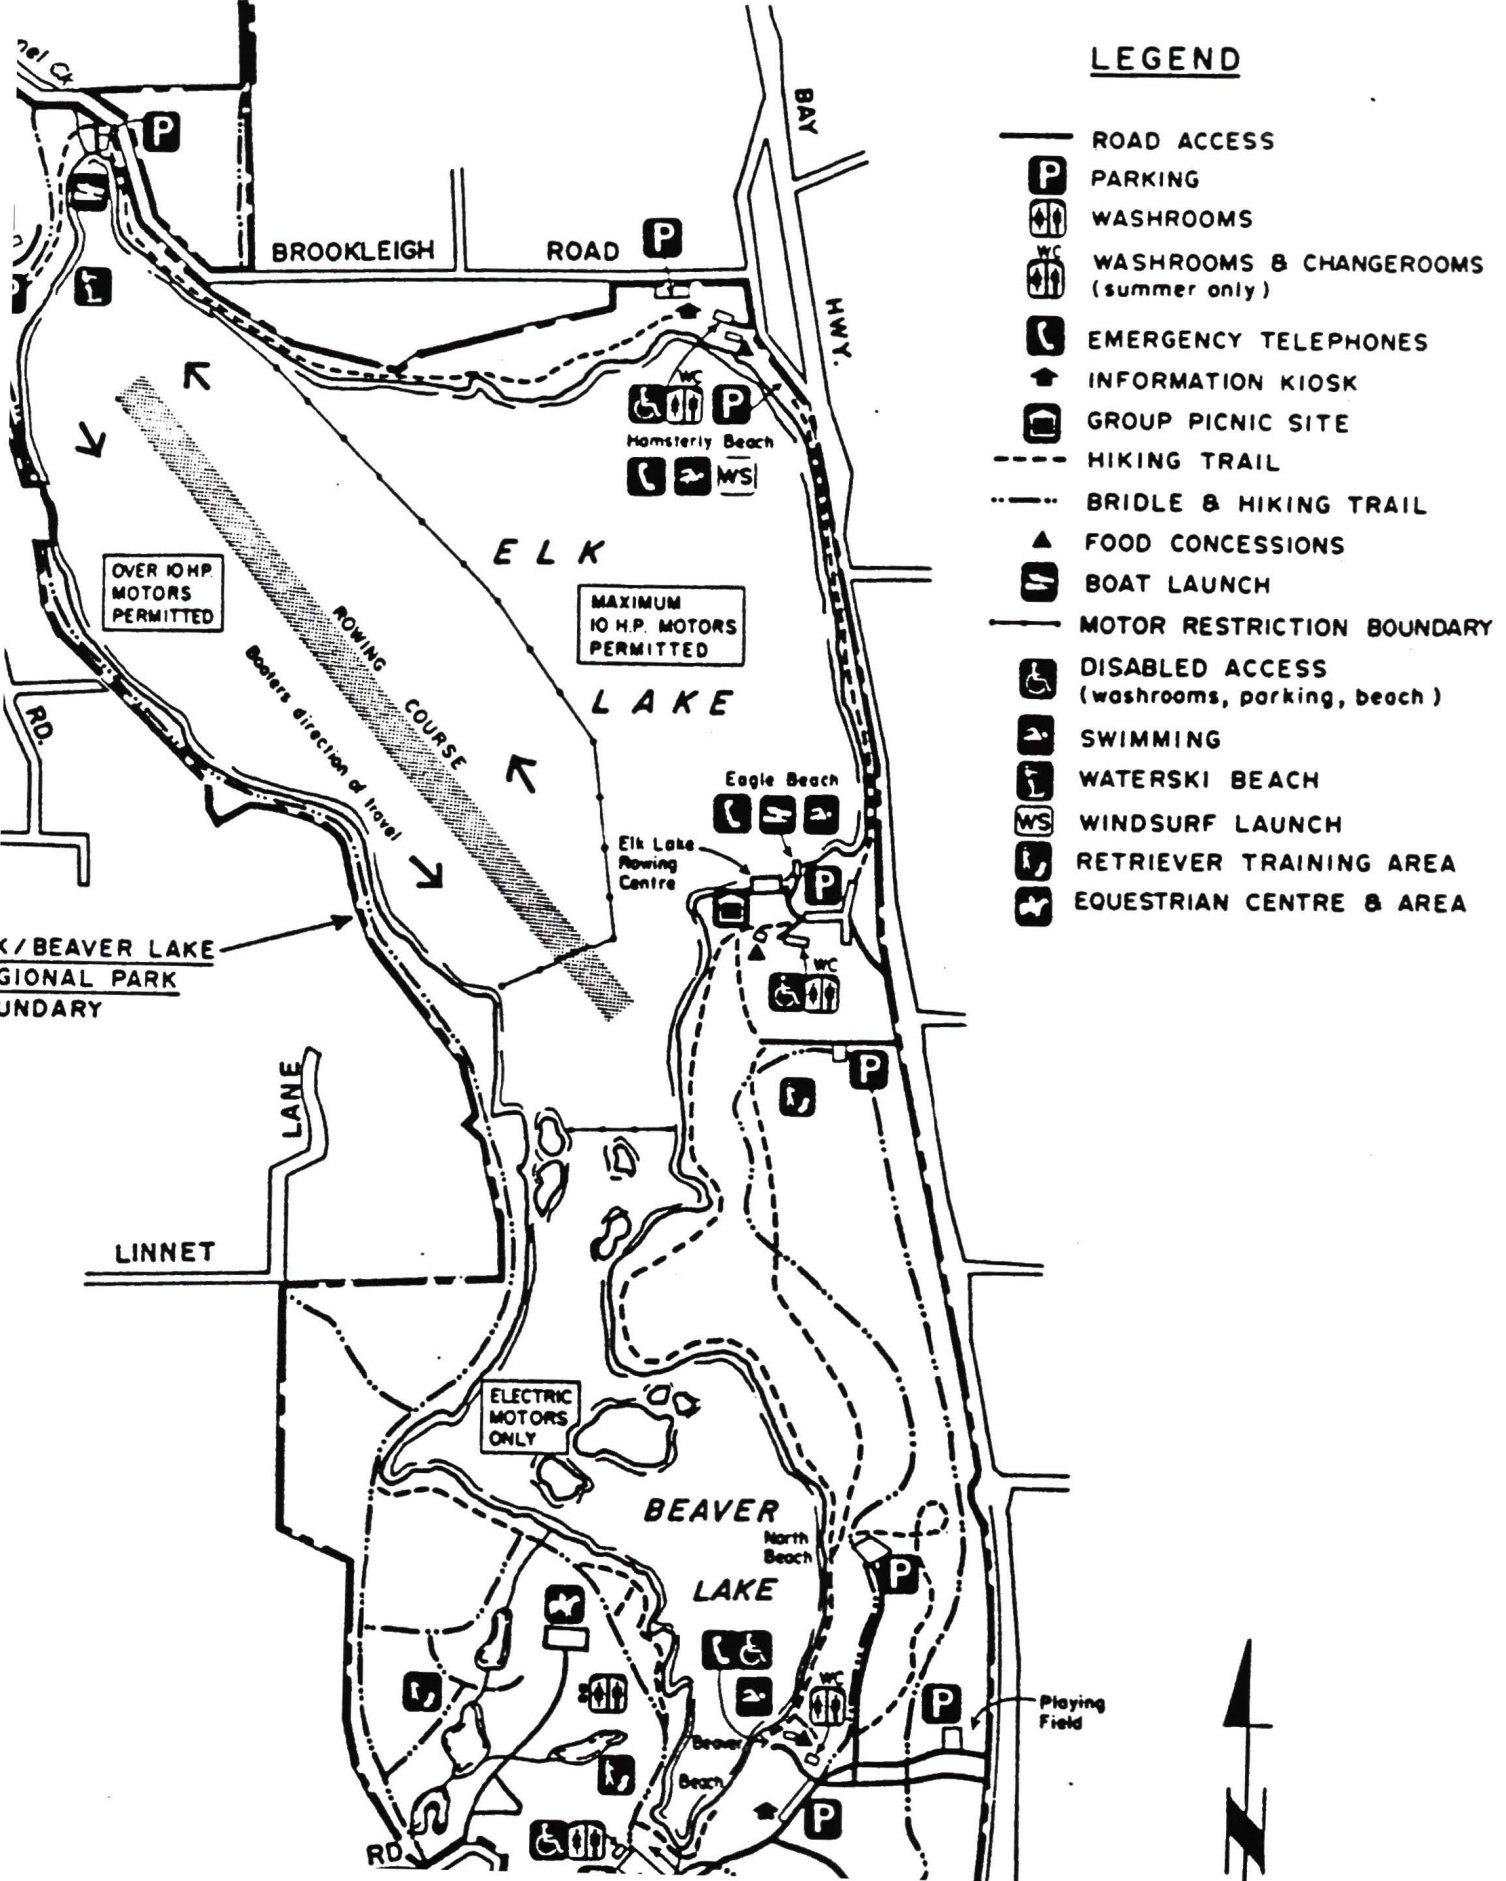 nel Ck
P
BAY
HWY.
BROOKLEIGH ROAD
P
WC
P
Hamsterly Beach
WS
ELK
LAKE
OVER 10 HP.
MOTORS
PERMITTED
MAXIMUM
10 H.P. MOTORS
PERMITTED
ROWING COURSE
Boaters direction of travel
RD.
Eagle Beach
Elk Lake
Rowing
Centre
P
WC
K/BEAVER LAKE
GIONAL PARK
UNDARY
P
LANE
LINNET
ELECTRIC
MOTORS
ONLY
BEAVER
LAKE
North
Beach
P
WC
P
Playing
Field
Beaver
Beach
P
RD
LEGEND
ROAD ACCESS
P PARKING
WASHROOMS
WC
WASHROOMS & CHANGEROOMS
(summer only)
EMERGENCY TELEPHONES
INFORMATION KIOSK
GROUP PICNIC SITE
HIKING TRAIL
BRIDLE & HIKING TRAIL
FOOD CONCESSIONS
BOAT LAUNCH
MOTOR RESTRICTION BOUNDARY
DISABLED ACCESS
(washrooms, parking, beach)
SWIMMING
WATERSKI BEACH
WS WINDSURF LAUNCH
RETRIEVER TRAINING AREA
EQUESTRIAN CENTRE & AREA
N